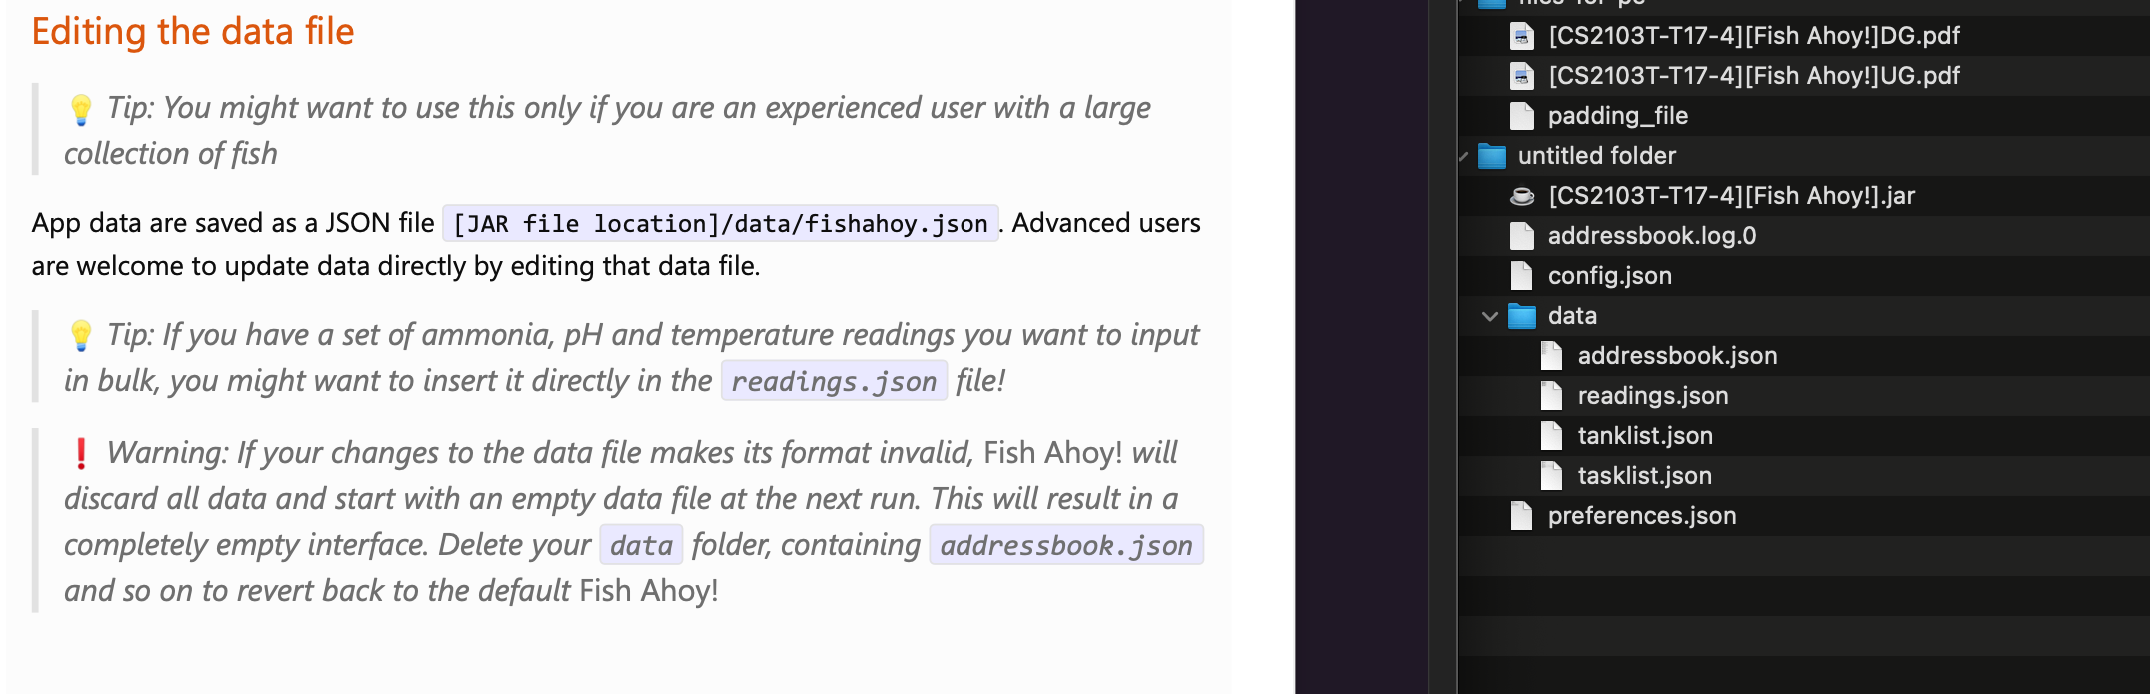 Editing the data file
💡 Tip: You might want to use this only if you are an experienced user with a large
collection of fish
App data are saved as a JSON file [JAR file location]/data/fishahoy.json. Advanced users
are welcome to update data directly by editing that data file.
💡 Tip: If you have a set of ammonia, pH and temperature readings you want to input
in bulk, you might want to insert it directly in the readings.json file!
❗ Warning: If your changes to the data file makes its format invalid, Fish Ahoy! will
discard all data and start with an empty data file at the next run. This will result in a
completely empty interface. Delete your data folder, containing addressbook.json
and so on to revert back to the default Fish Ahoy!
[CS2103T-T17-4][Fish Ahoy!]DG.pdf
[CS2103T-T17-4][Fish Ahoy!]UG.pdf
padding_file
untitled folder
[CS2103T-T17-4][Fish Ahoy!].jar
addressbook.log.0
config.json
data
addressbook.json
readings.json
tanklist.json
tasklist.json
preferences.json